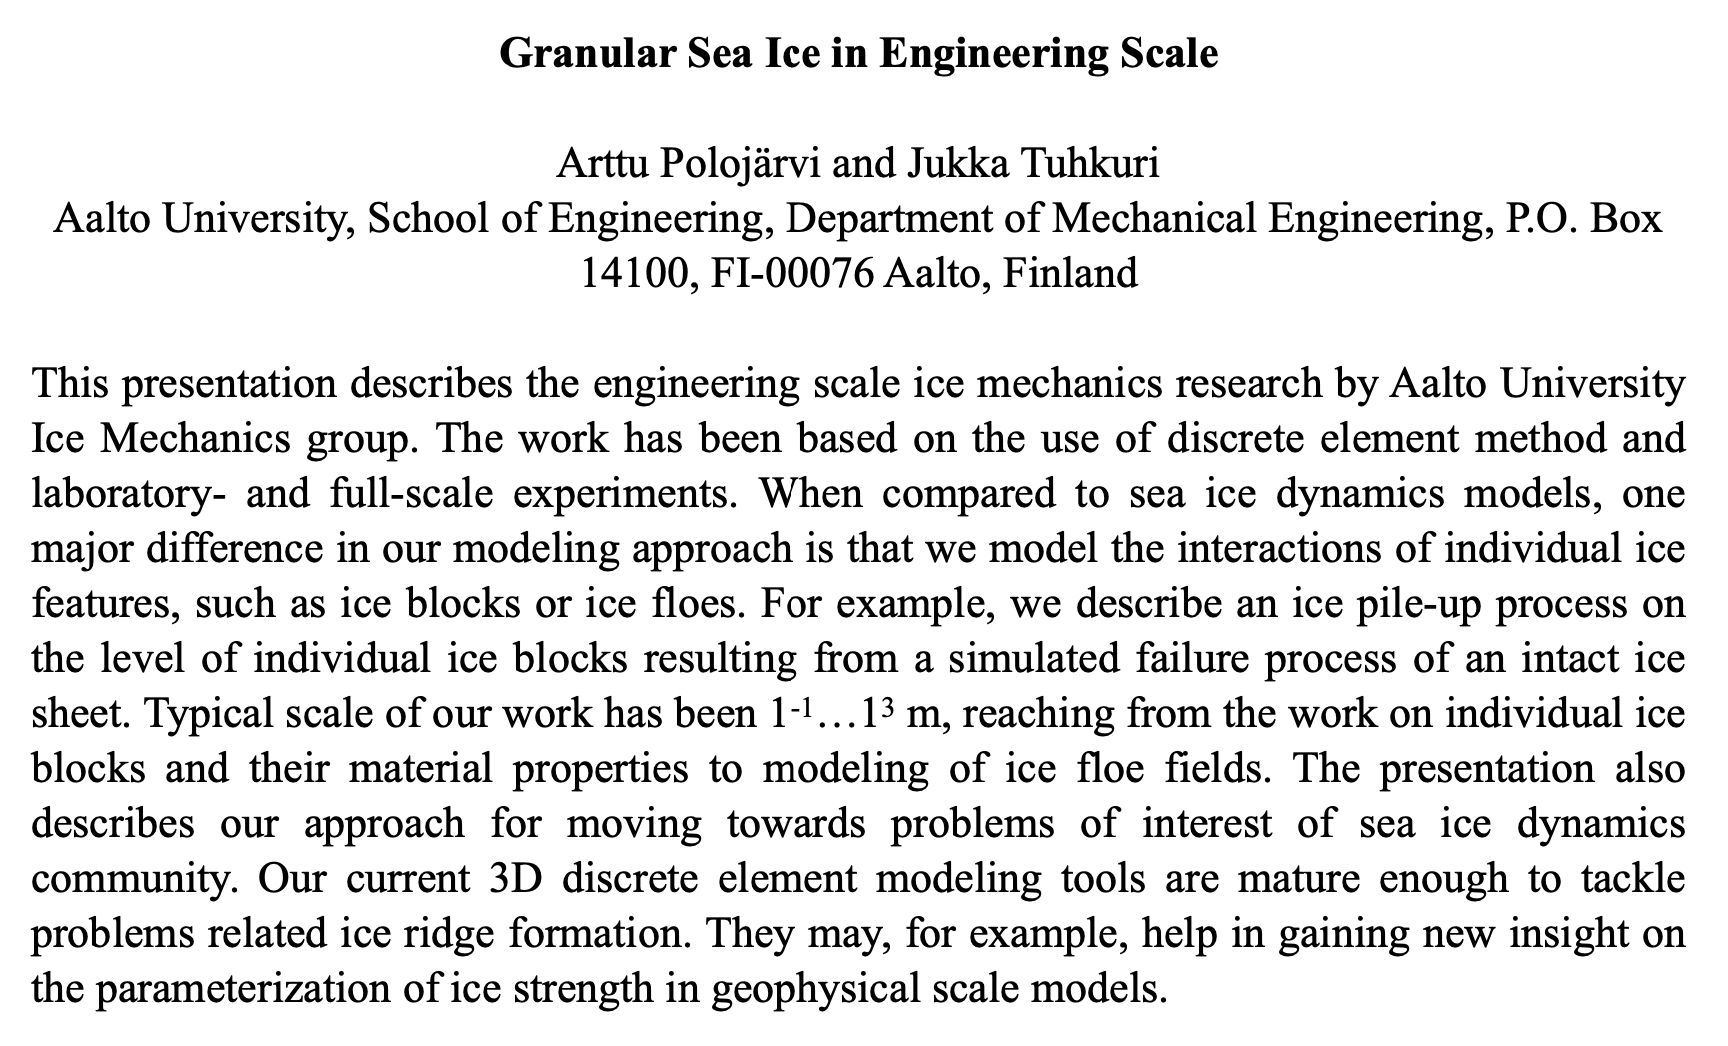 Granular Sea Ice in Engineering Scale
Arttu Polojärvi and Jukka Tuhkuri
Aalto University, School of Engineering, Department of Mechanical Engineering, P.O. Box
14100, FI-00076 Aalto, Finland
This presentation describes the engineering scale ice mechanics research by Aalto University
Ice Mechanics group. The work has been based on the use of discrete element method and
laboratory- and full-scale experiments. When compared to sea ice dynamics models, one
major difference in our modeling approach is that we model the interactions of individual ice
features, such as ice blocks or ice floes. For example, we describe an ice pile-up process on
the level of individual ice blocks resulting from a simulated failure process of an intact ice
sheet. Typical scale of our work has been 1⁻¹…1³ m, reaching from the work on individual ice
blocks and their material properties to modeling of ice floe fields. The presentation also
describes our approach for moving towards problems of interest of sea ice dynamics
community. Our current 3D discrete element modeling tools are mature enough to tackle
problems related ice ridge formation. They may, for example, help in gaining new insight on
the parameterization of ice strength in geophysical scale models.